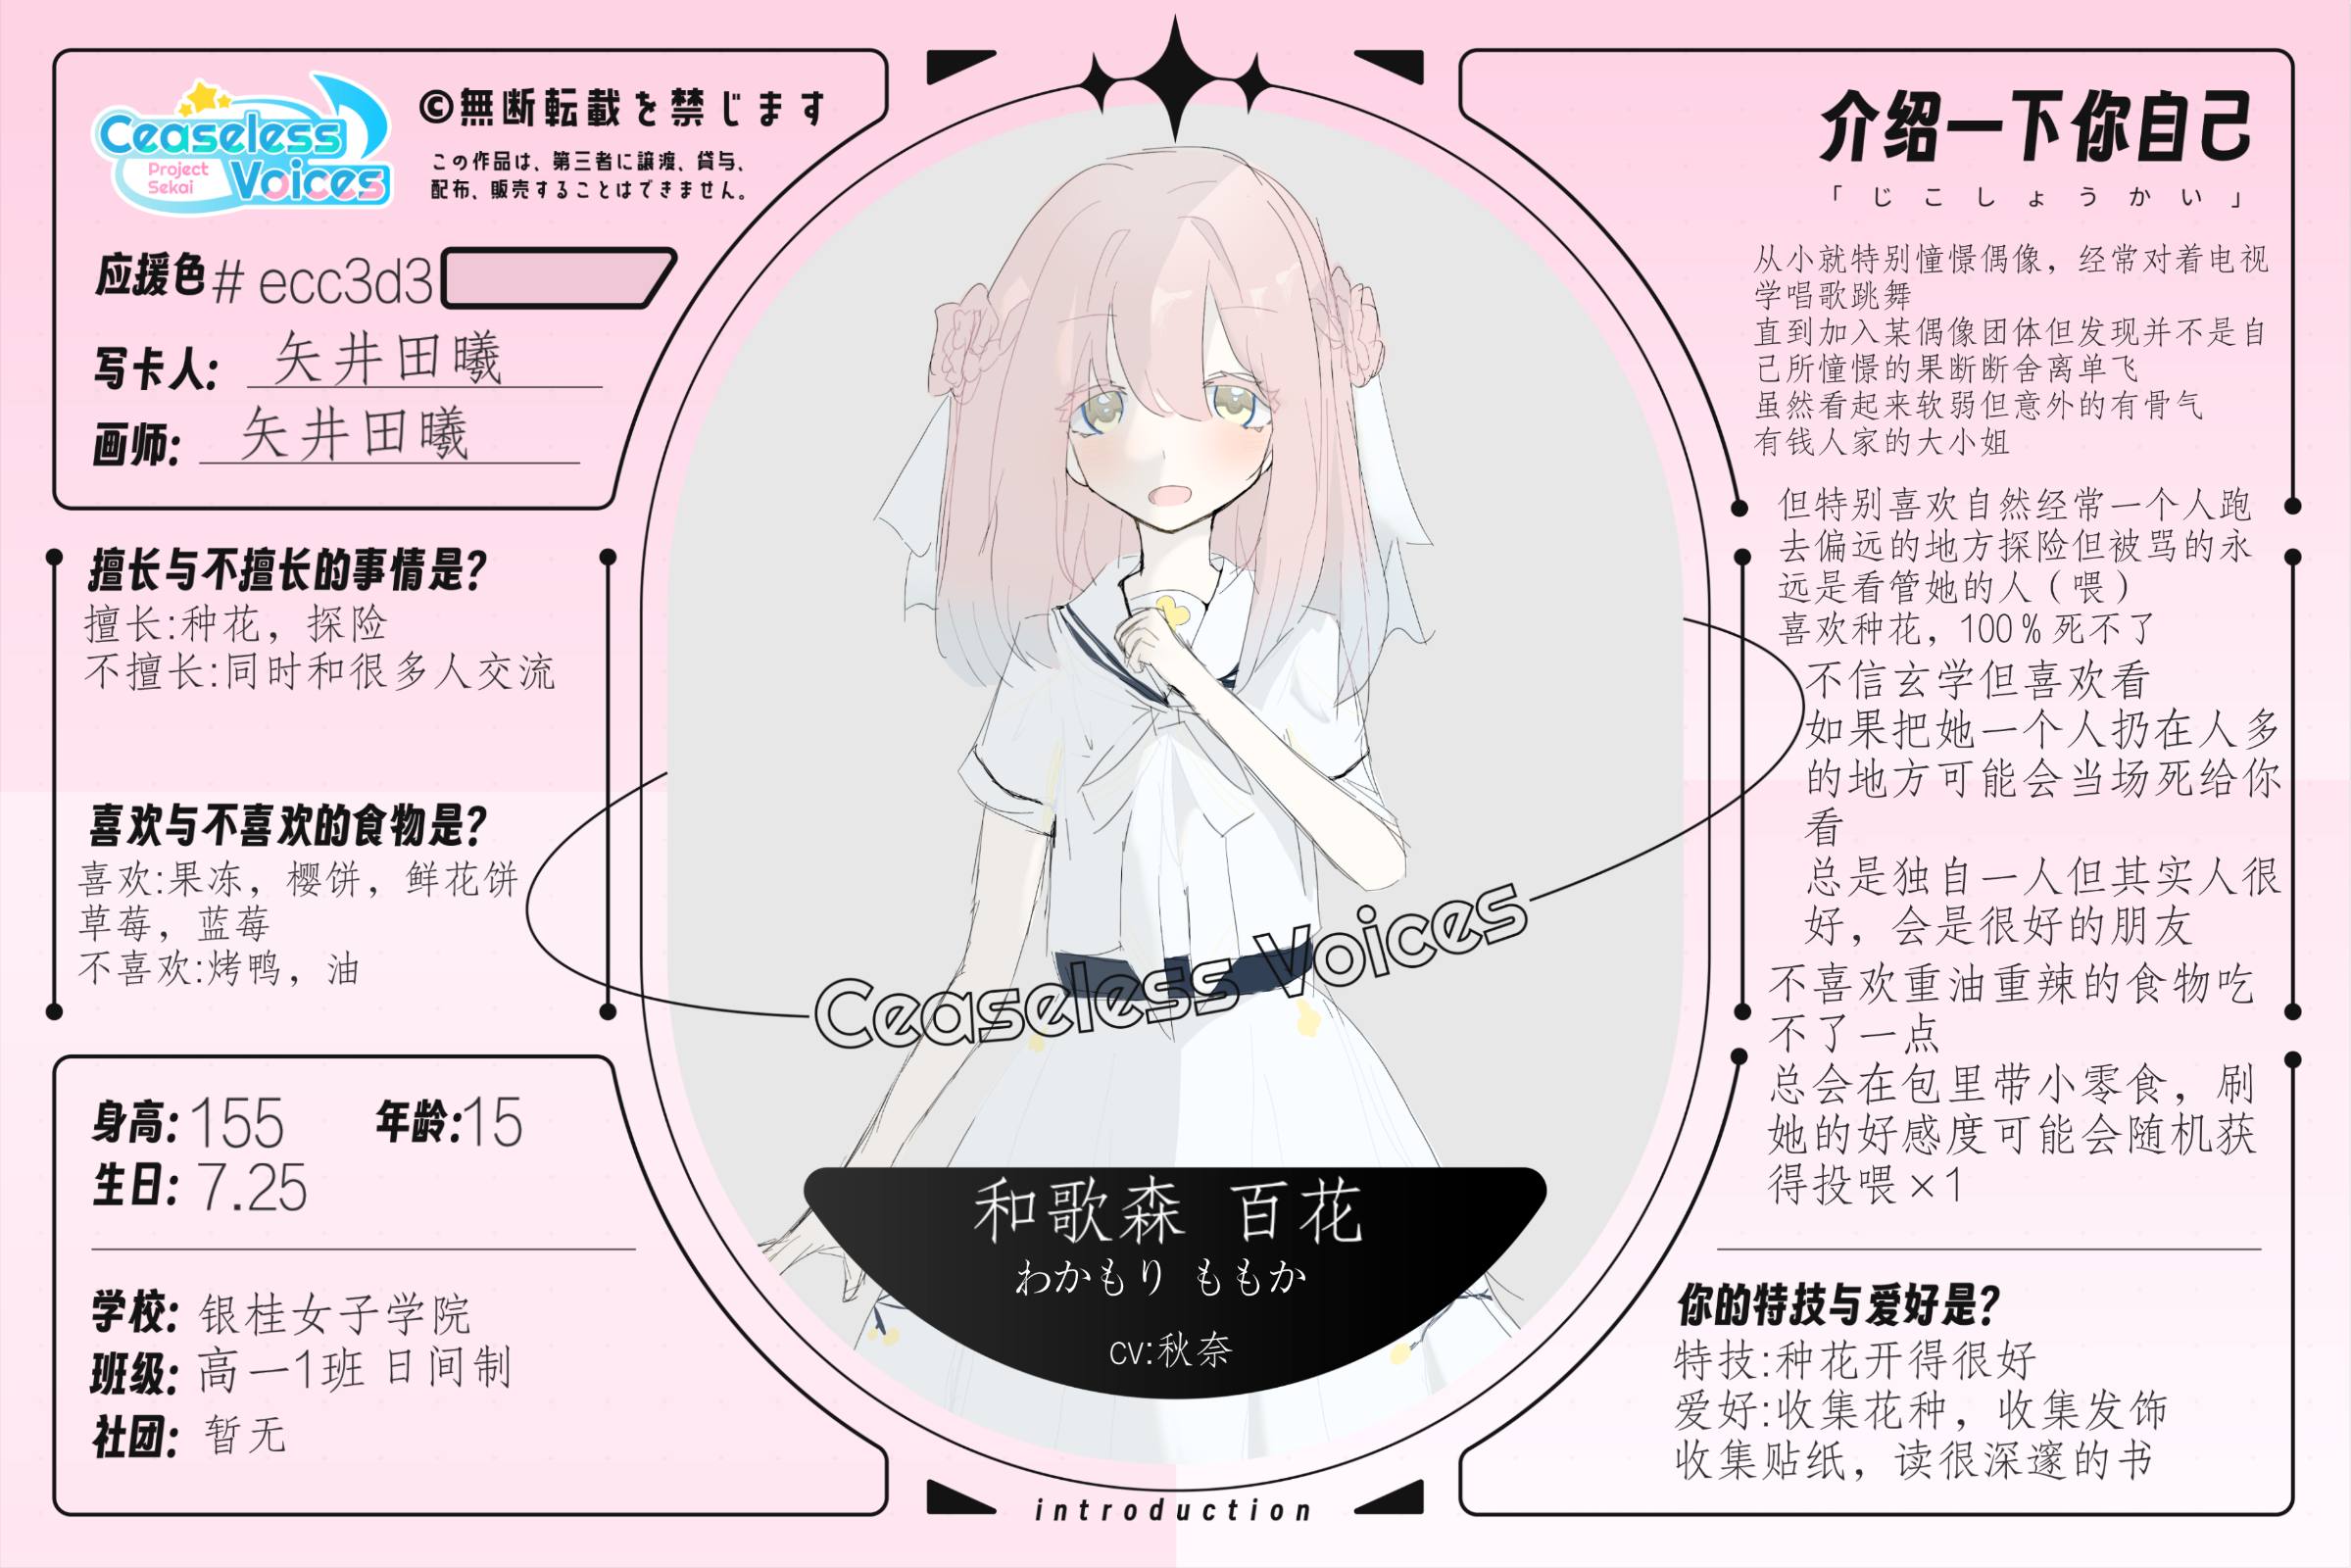 Ceaseless
Project
Sekai
Voices
©無断転載を禁じます
この作品は、第三者に譲渡、貸与、
配布、販売することはできません。
应援色# ecc3d3
写卡人: 矢井田曦
画师: 矢井田曦
擅长与不擅长的事情是?
擅长:种花，探险
不擅长:同时和很多人交流
喜欢与不喜欢的食物是?
喜欢:果冻，樱饼，鲜花饼
草莓，蓝莓
不喜欢:烤鸭，油
身高:155 年龄:15
生日: 7.25
学校: 银桂女子学院
班级: 高一1班 日间制
社团: 暂无
Ceaseless Voices
和歌森 百花
わかもり ももか
cv:秋奈
introduction
介绍一下你自己
「じこしょうかい」
从小就特别憧憬偶像，经常对着电视
学唱歌跳舞
直到加入某偶像团体但发现并不是自
己所憧憬的果断断舍离单飞
虽然看起来软弱但意外的有骨气
有钱人家的大小姐
但特别喜欢自然经常一个人跑
去偏远的地方探险但被骂的永
远是看管她的人（喂）
喜欢种花，100%死不了
不信玄学但喜欢看
如果把她一个人扔在人多
的地方可能会当场死给你
看
总是独自一人但其实人很
好，会是很好的朋友
不喜欢重油重辣的食物吃
不了一点
总会在包里带小零食，刷
她的好感度可能会随机获
得投喂×1
你的特技与爱好是?
特技:种花开得很好
爱好:收集花种，收集发饰
收集贴纸，读很深邃的书